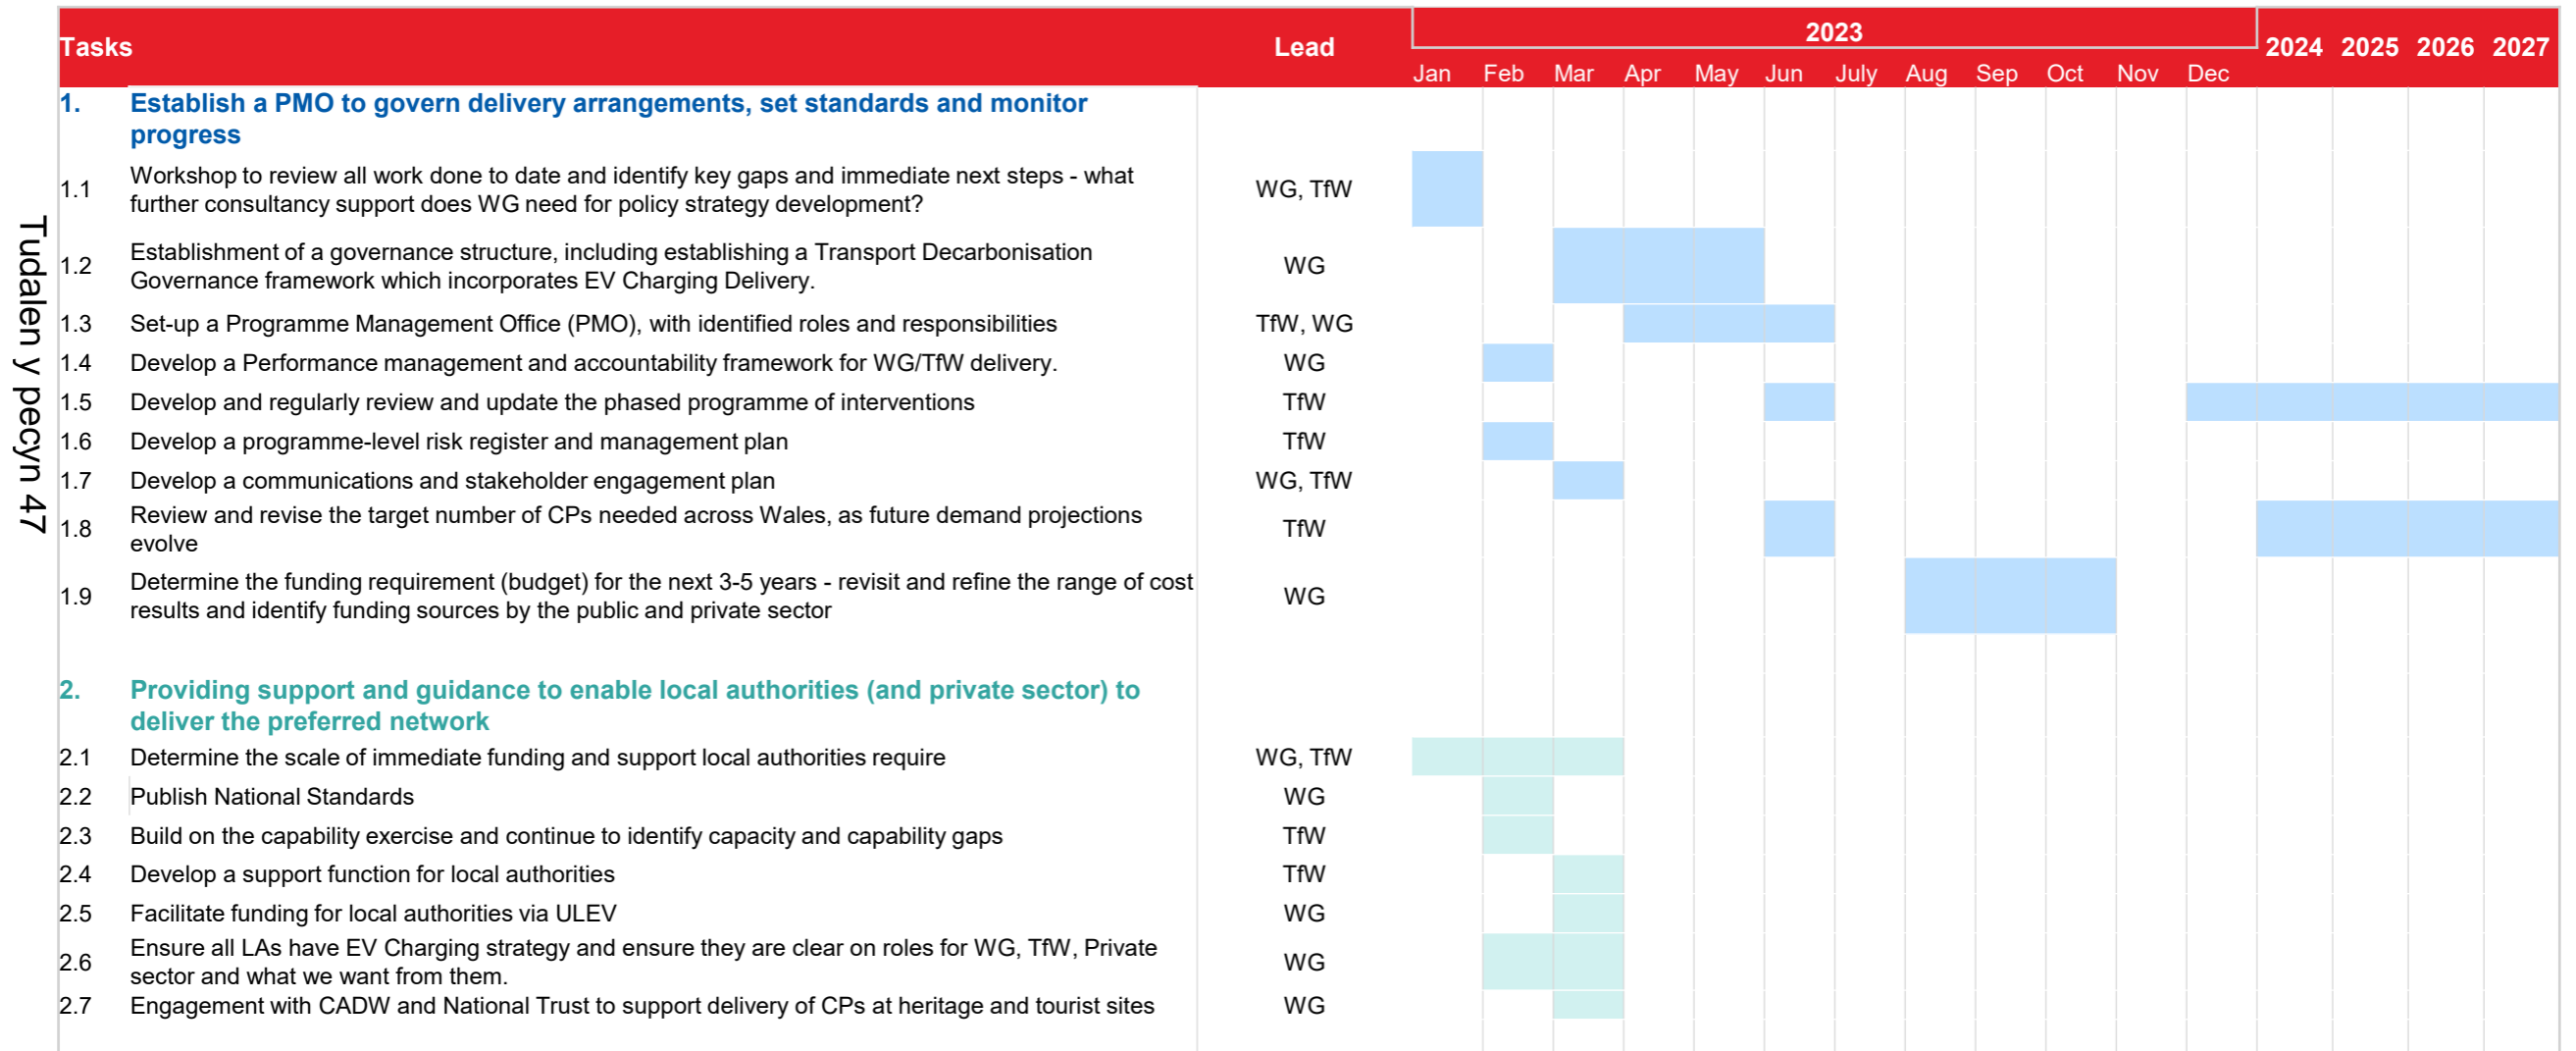 Tasks Lead 2023 2024 2025 2026 2027
Jan Feb Mar Apr May Jun July Aug Sep Oct Nov Dec
1. Establish a PMO to govern delivery arrangements, set standards and monitor
progress
1.1 Workshop to review all work done to date and identify key gaps and immediate next steps - what
further consultancy support does WG need for policy strategy development?
WG, TfW
1.2 Establishment of a governance structure, including establishing a Transport Decarbonisation
Governance framework which incorporates EV Charging Delivery.
WG
1.3 Set-up a Programme Management Office (PMO), with identified roles and responsibilities TfW, WG
1.4 Develop a Performance management and accountability framework for WG/TfW delivery. WG
1.5 Develop and regularly review and update the phased programme of interventions TfW
1.6 Develop a programme-level risk register and management plan TfW
1.7 Develop a communications and stakeholder engagement plan WG, TfW
1.8 Review and revise the target number of CPs needed across Wales, as future demand projections
evolve
TfW
1.9 Determine the funding requirement (budget) for the next 3-5 years - revisit and refine the range of cost
results and identify funding sources by the public and private sector
WG
2. Providing support and guidance to enable local authorities (and private sector) to
deliver the preferred network
2.1 Determine the scale of immediate funding and support local authorities require WG, TfW
2.2 Publish National Standards WG
2.3 Build on the capability exercise and continue to identify capacity and capability gaps TfW
2.4 Develop a support function for local authorities TfW
2.5 Facilitate funding for local authorities via ULEV WG
2.6 Ensure all LAs have EV Charging strategy and ensure they are clear on roles for WG, TfW, Private
sector and what we want from them.
WG
2.7 Engagement with CADW and National Trust to support delivery of CPs at heritage and tourist sites WG
Tudalen y pecyn 47